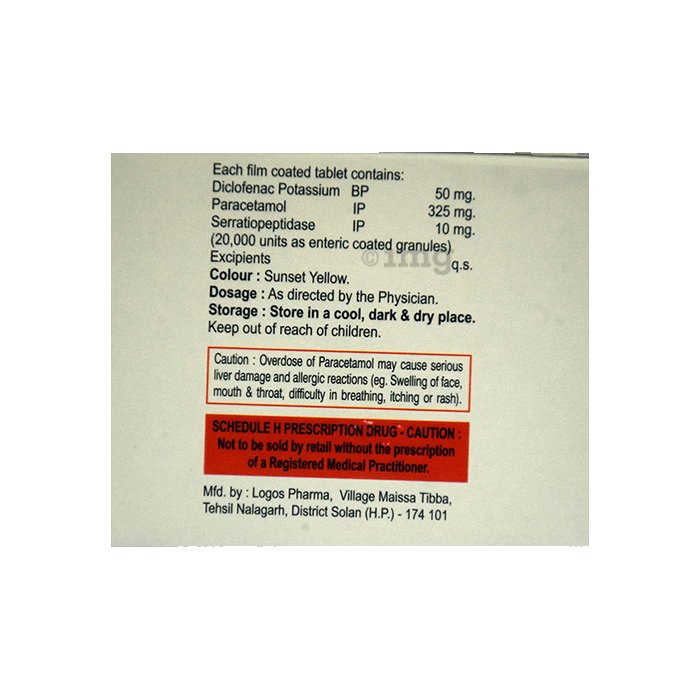 Each film coated tablet contains:
Diclofenac Potassium BP 50 mg.
Paracetamol IP 325 mg.
Serratiopeptidase IP 10 mg.
(20,000 units as enteric coated granules)
Excipients q.s.
©1mg
Colour : Sunset Yellow.
Dosage : As directed by the Physician.
Storage : Store in a cool, dark & dry place.
Keep out of reach of children.
Caution : Overdose of Paracetamol may cause serious
liver damage and allergic reactions (eg. Swelling of face,
mouth & throat, difficulty in breathing, itching or rash).
SCHEDULE H PRESCRIPTION DRUG - CAUTION :
Not to be sold by retail without the prescription
of a Registered Medical Practitioner.
Mfd. by : Logos Pharma, Village Maissa Tibba,
Tehsil Nalagarh, District Solan (H.P.) - 174 101